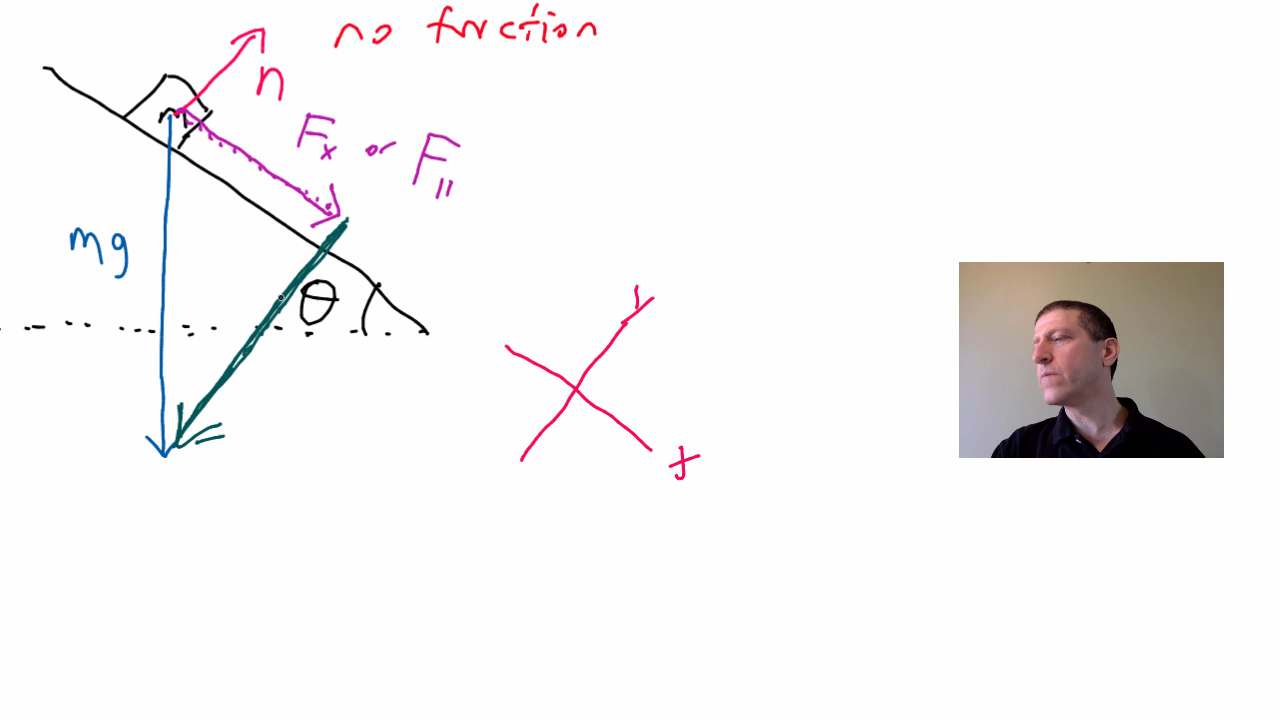 no friction
n
m
Fx or F||
mg
θ
y
x